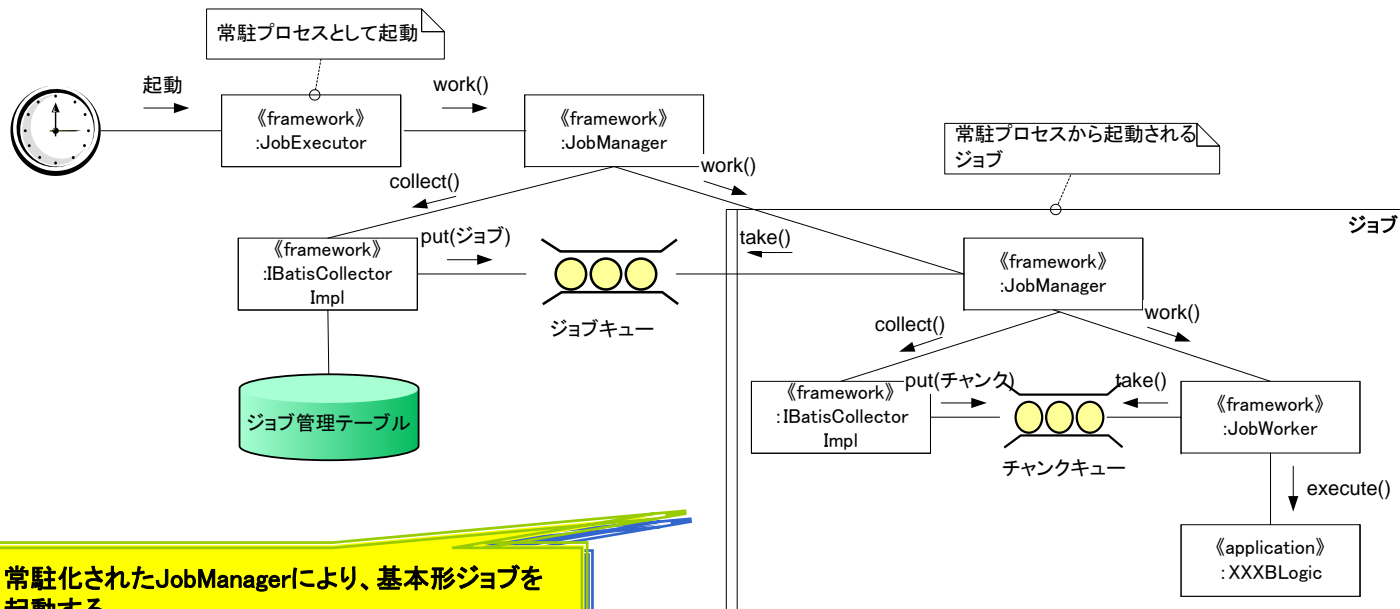 常駐プロセスとして起動
起動
work()
《framework》
:JobExecutor
《framework》
:JobManager
常駐プロセスから起動される
ジョブ
work()
collect()
ジョブ
《framework》
:IBatisCollector
Impl
put(ジョブ)
take()
《framework》
:JobManager
ジョブキュー
collect()
work()
ジョブ管理テーブル
《framework》
:IBatisCollector
Impl
put(チャンク)
take()
《framework》
:JobWorker
チャンクキュー
execute()
《application》
:XXXBLogic
常駐化されたJobManagerにより、基本形ジョブを
起動する